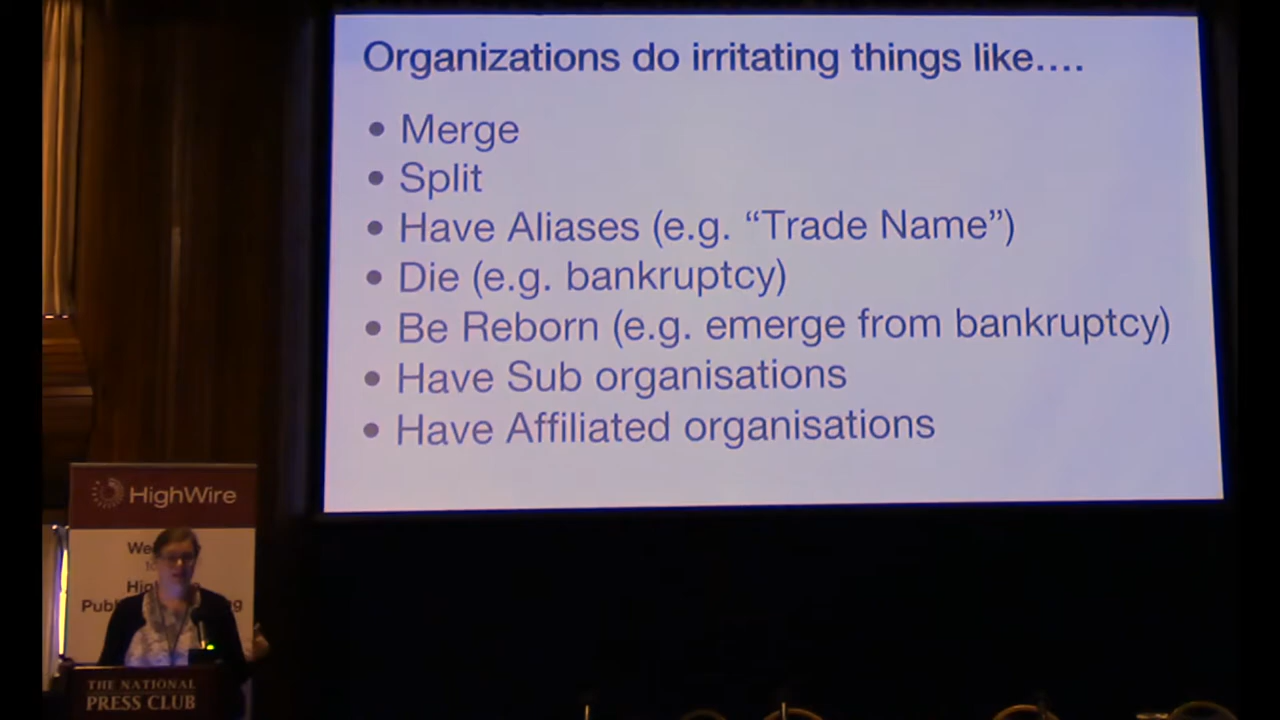 Organizations do irritating things like….
• Merge
• Split
• Have Aliases (e.g. “Trade Name”)
• Die (e.g. bankruptcy)
• Be Reborn (e.g. emerge from bankruptcy)
• Have Sub organisations
• Have Affiliated organisations
HighWire
THE NATIONAL
PRESS CLUB